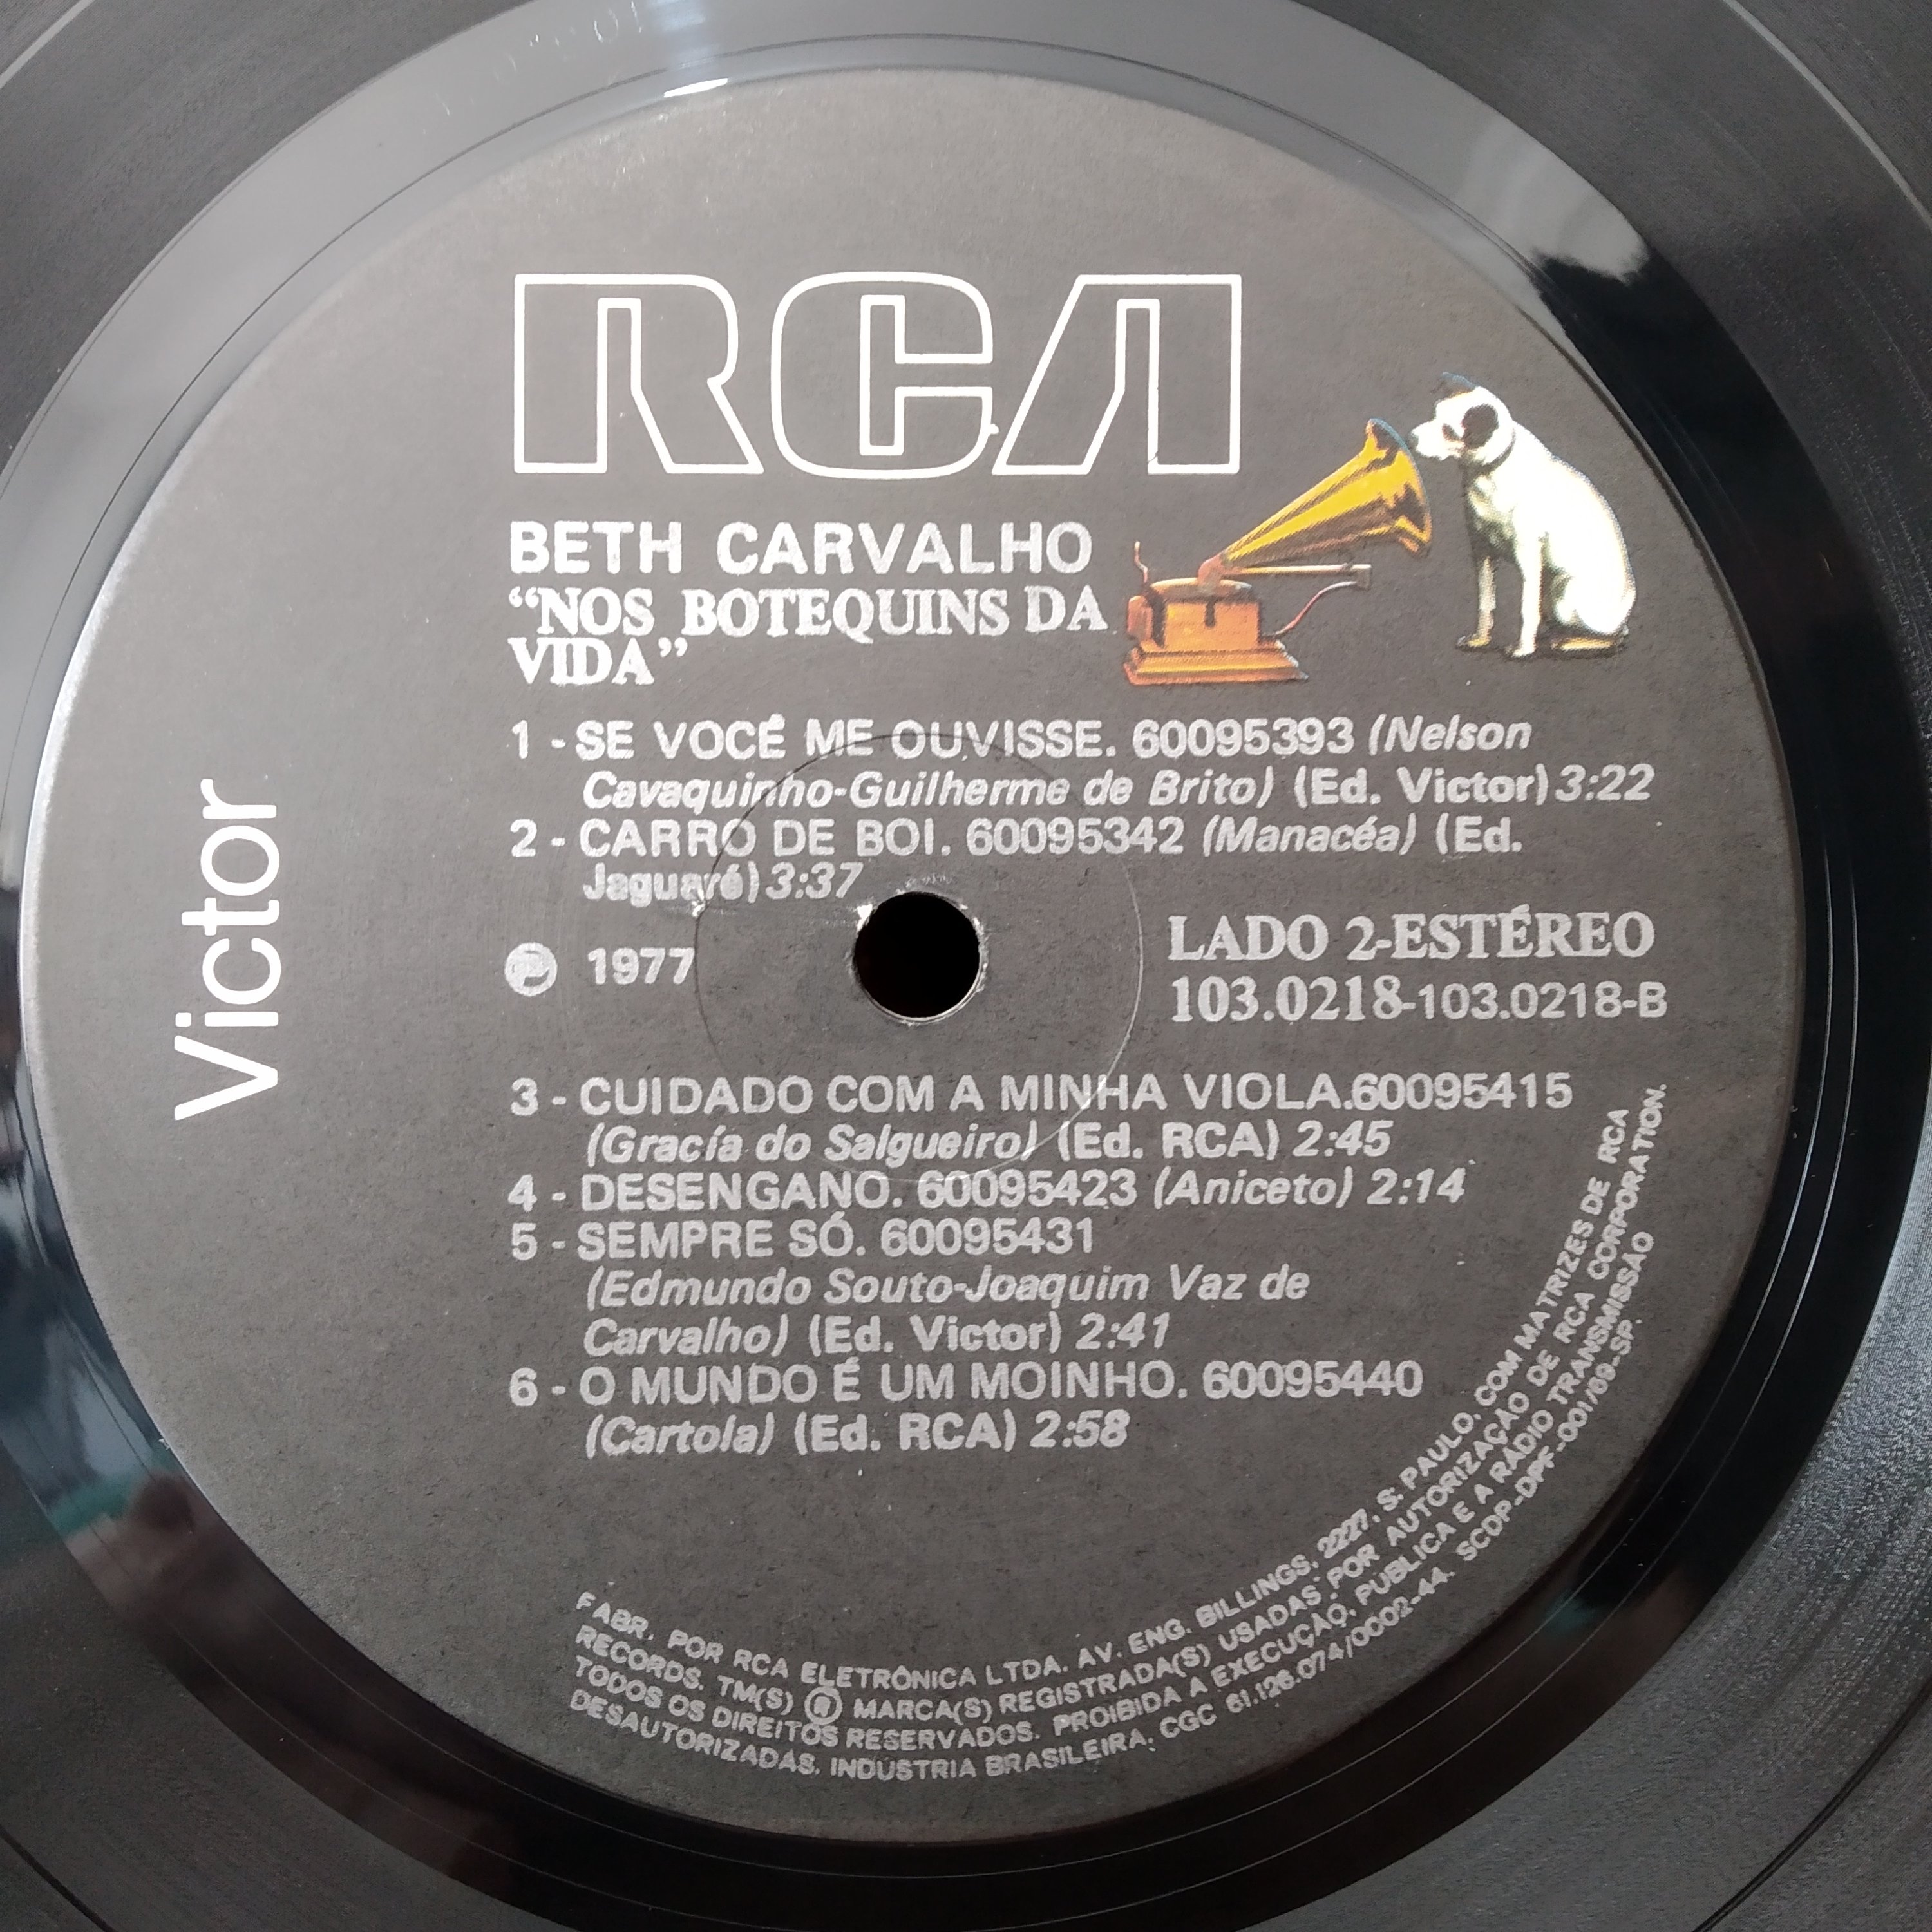 RCA
BETH CARVALHO
“NOS BOTEQUINS DA
VIDA”
1 - SE VOCÉ ME OUVISSE. 60095393 (Nelson
Cavaquinho-Guilherme de Brito) (Ed. Victor) 3:22
2 - CARRO DE BOI. 60095342 (Manacéa) (Ed.
Jaguaré) 3:37
Victor
Ⓟ 1977
LADO 2-ESTÉREO
103.0218-103.0218-B
3 - CUIDADO COM A MINHA VIOLA.60095415
(Gracía do Salgueiro) (Ed. RCA) 2:45
4 - DESENGANO. 60095423 (Aniceto) 2:14
5 - SEMPRE SÓ. 60095431
(Edmundo Souto-Joaquim Vaz de
Carvalho) (Ed. Victor) 2:41
6 - O MUNDO É UM MOINHO. 60095440
(Cartola) (Ed. RCA) 2:58
FABR. POR RCA ELETRÔNICA LTDA. AV. ENG. BILLINGS, 2227, S. PAULO, COM MATRIZES DE RCA
RECORDS. TM(S) ® MARCA(S) REGISTRADA(S) USADAS POR AUTORIZAÇÃO DE RCA CORPORATION.
TODOS OS DIREITOS RESERVADOS. PROIBIDA A EXECUÇÃO, PÚBLICA E A RÁDIO TRANSMISSÃO
DESAUTORIZADAS. INDÚSTRIA BRASILEIRA. CGC 61.126.074/0002-44. SCDP-DPF-001/69-SP.